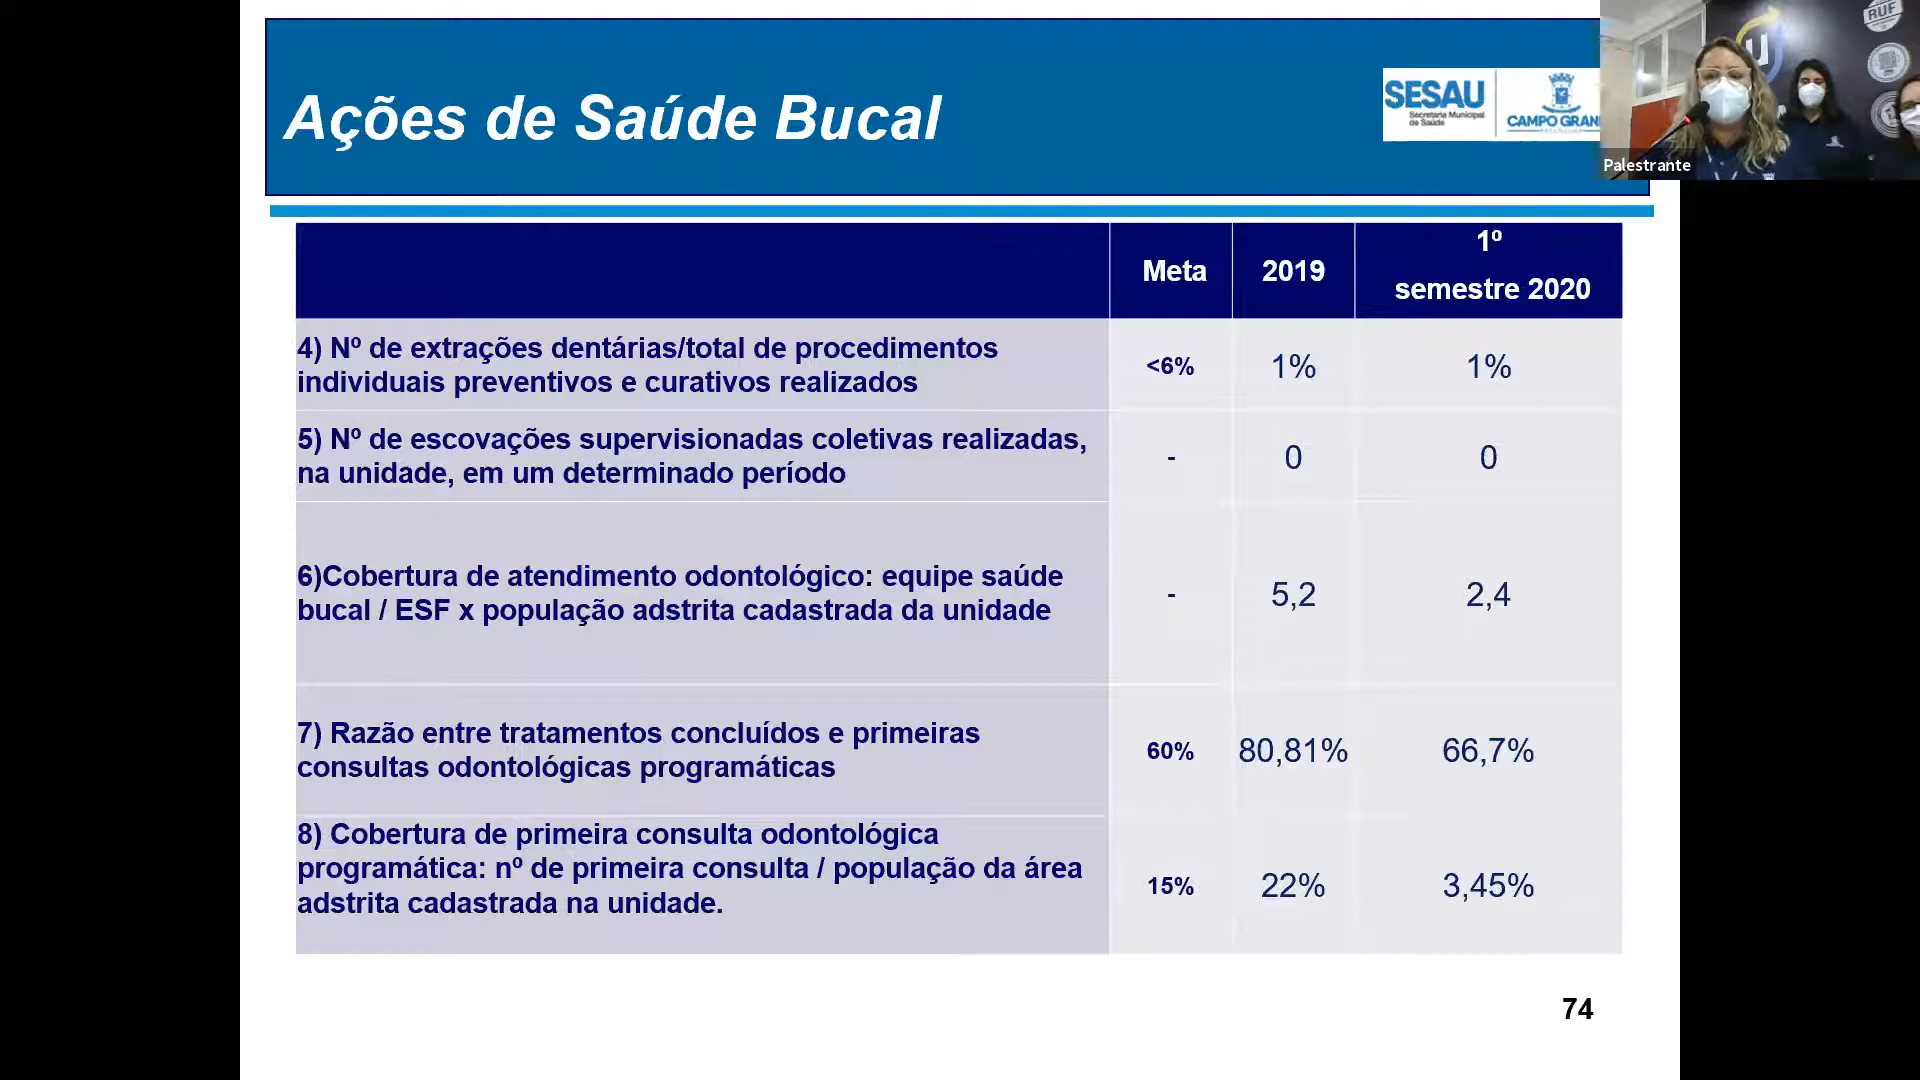 Ações de Saúde Bucal
SESAU
Secretaria Municipal
de Saúde
CAMPO GRAN
RUF
U
Palestrante
Meta
2019
1º
semestre 2020
4) Nº de extrações dentárias/total de procedimentos
individuais preventivos e curativos realizados
<6%
1%
1%
5) Nº de escovações supervisionadas coletivas realizadas,
na unidade, em um determinado período
-
0
0
6)Cobertura de atendimento odontológico: equipe saúde
bucal / ESF x população adstrita cadastrada da unidade
-
5,2
2,4
7) Razão entre tratamentos concluídos e primeiras
consultas odontológicas programáticas
60%
80,81%
66,7%
8) Cobertura de primeira consulta odontológica
programática: nº de primeira consulta / população da área
adstrita cadastrada na unidade.
15%
22%
3,45%
74